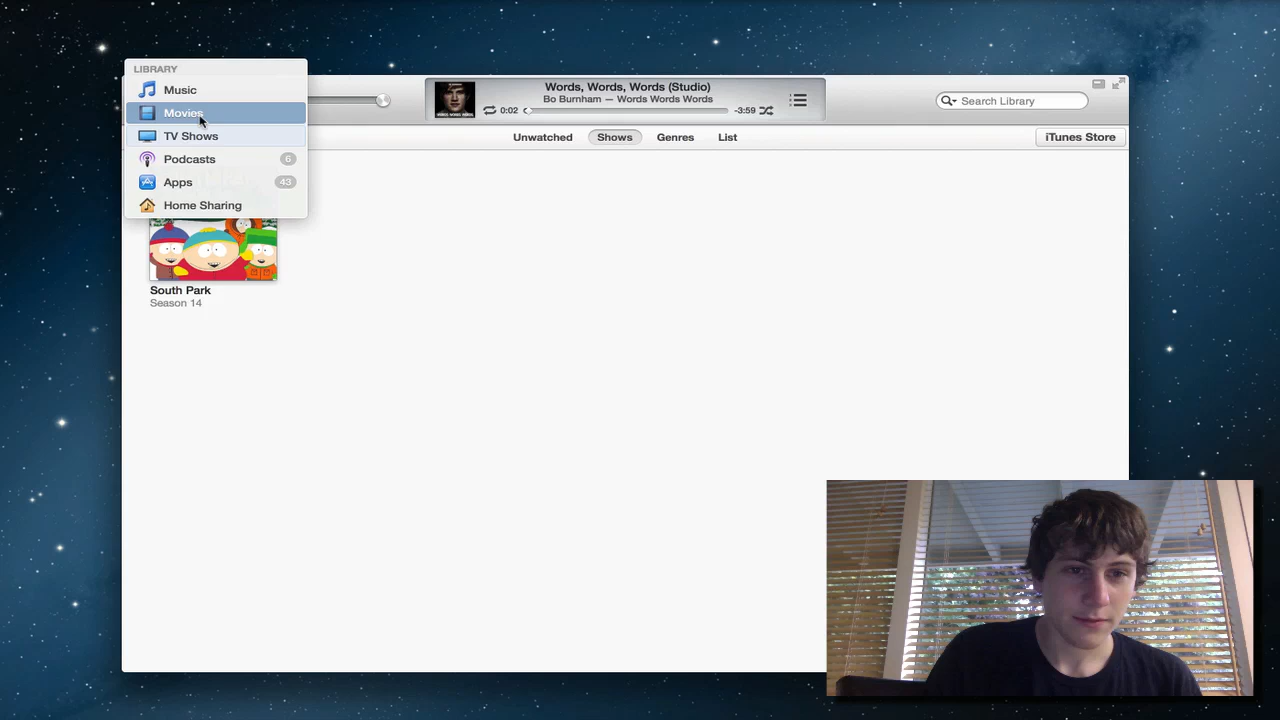 LIBRARY
Music
Movies
TV Shows
Podcasts 6
Apps 43
Home Sharing
Words, Words, Words (Studio)
Bo Burnham — Words Words Words
0:02 -3:59
Search Library
Unwatched Shows Genres List
iTunes Store
South Park
Season 14